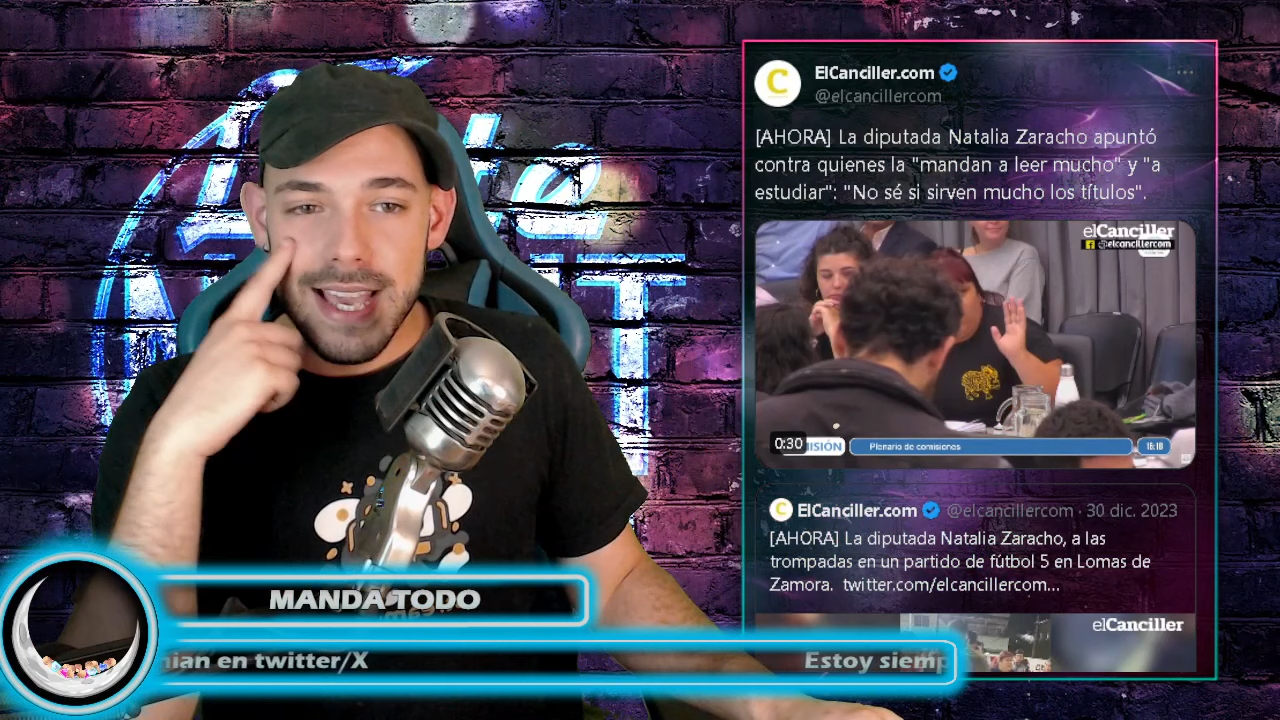 ElCanciller.com
@elcancillercom
[AHORA] La diputada Natalia Zaracho apuntó
contra quienes la "mandan a leer mucho" y "a
estudiar": "No sé si sirven mucho los títulos".
elCanciller
@elcancillercom
0:30
ISIÓN
Plenario de comisiones
ElCanciller.com @elcancillercom · 30 dic. 2023
[AHORA] La diputada Natalia Zaracho, a las
trompadas en un partido de fútbol 5 en Lomas de
Zamora. twitter.com/elcancillercom...
elCanciller
MANDÁ TODO
nian en twitter/X
Estoy siemp